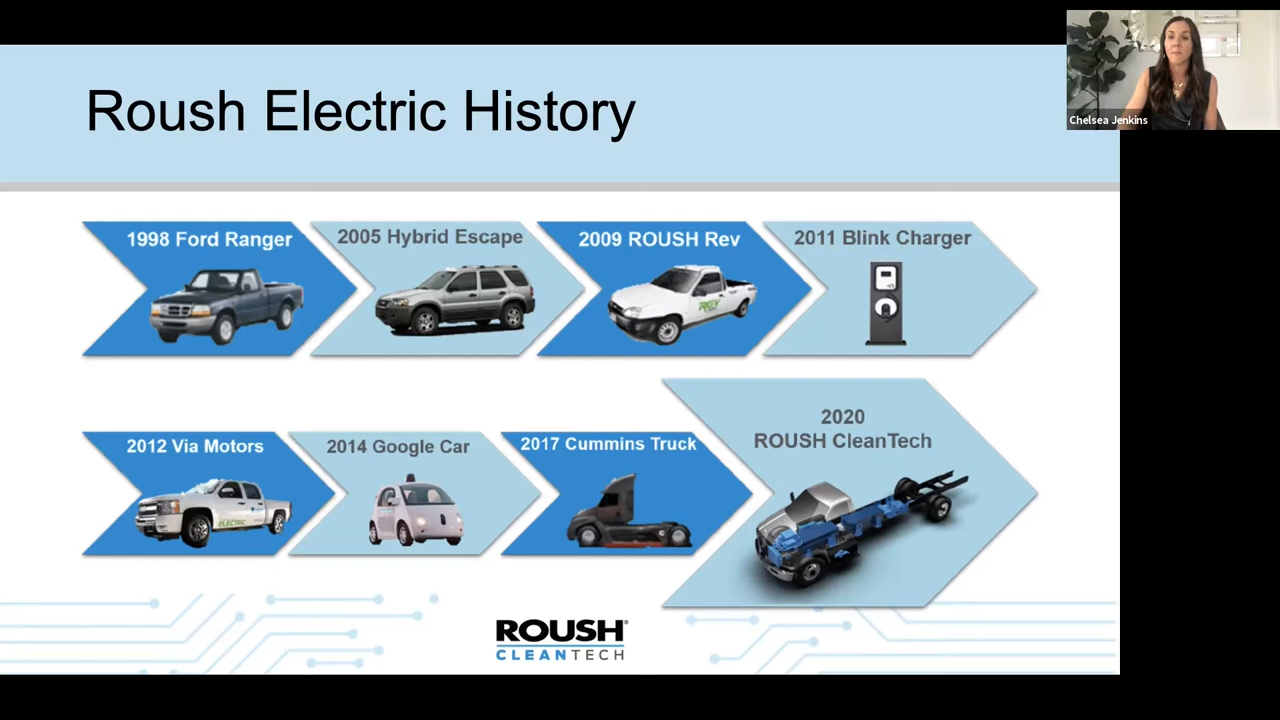 Chelsea Jenkins
Roush Electric History
1998 Ford Ranger
2005 Hybrid Escape
2009 ROUSH Rev
2011 Blink Charger
2012 Via Motors
2014 Google Car
2017 Cummins Truck
2020
ROUSH CleanTech
ELECTRIC
ROUSH®
CLEANTECH